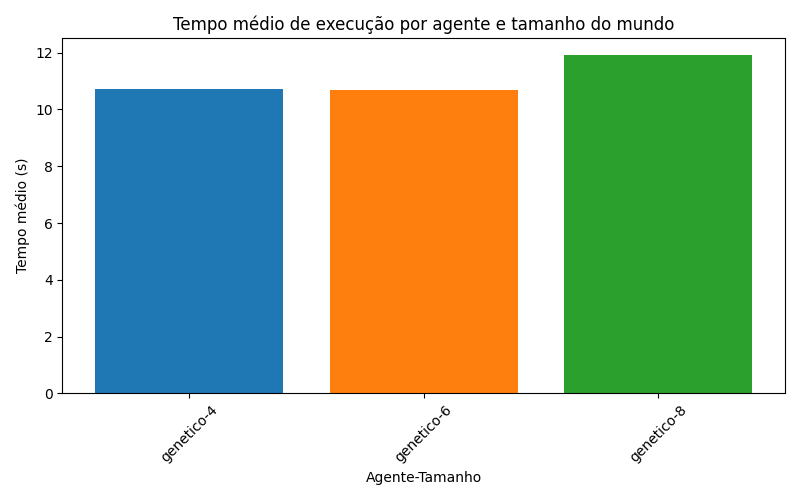 Tempo médio de execução por agente e tamanho do mundo
Tempo médio (s)
12
10
8
6
4
2
0
genetico-4
genetico-6
genetico-8
Agente-Tamanho